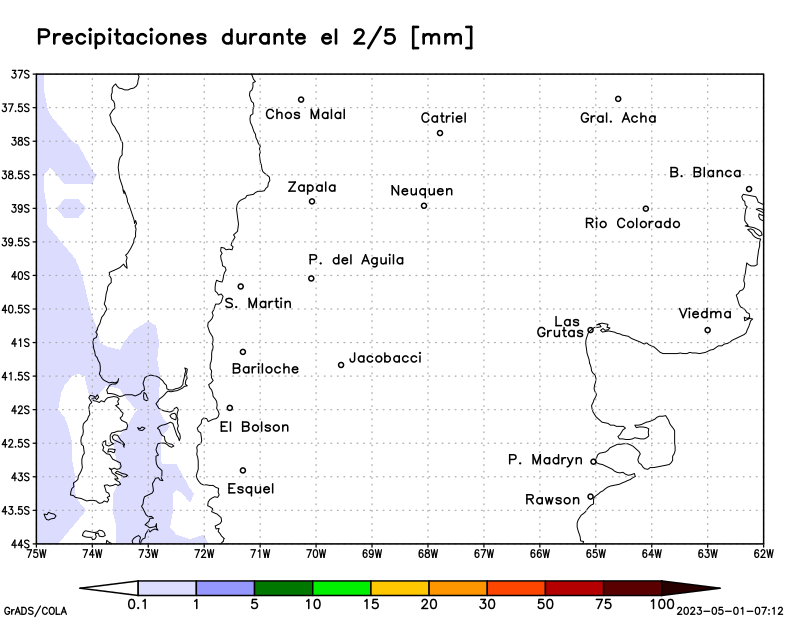 Precipitaciones durante el 2/5 [mm]
37S
37.5S
38S
38.5S
39S
39.5S
40S
40.5S
41S
41.5S
42S
42.5S
43S
43.5S
44S
Chos Malal
Catriel
Gral. Acha
B. Blanca
Zapala
Neuquen
Rio Colorado
P. del Aguila
S. Martin
Viedma
Las
Grutas
Bariloche
Jacobacci
El Bolson
P. Madryn
Esquel
Rawson
75W 74W 73W 72W 71W 70W 69W 68W 67W 66W 65W 64W 63W 62W
0.1 1 5 10 15 20 30 50 75 100
GrADS/COLA
2023-05-01-07:12